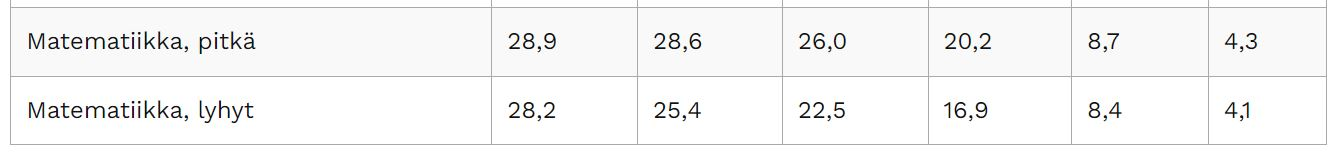 Matematiikka, pitkä 28,9 28,6 26,0 20,2 8,7 4,3
Matematiikka, lyhyt 28,2 25,4 22,5 16,9 8,4 4,1